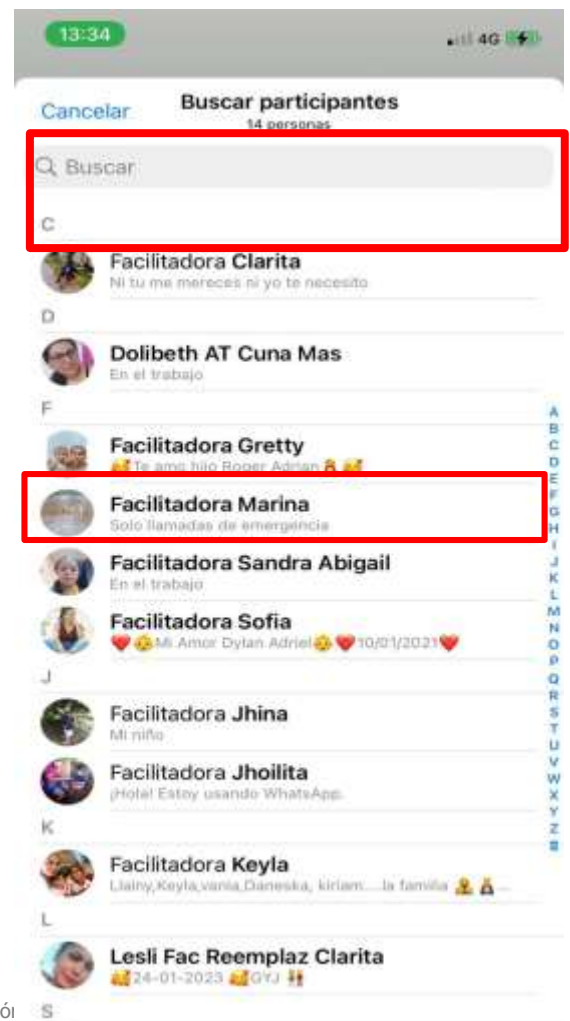 13:34
4G
Cancelar
Buscar participantes
14 personas
Buscar
C
Facilitadora Clarita
Ni tu me mereces ni yo te necesito
D
Dolibeth AT Cuna Mas
En el trabajo
F
Facilitadora Gretty
🥰Te amo hijo Roger Adrian
Facilitadora Marina
Solo llamadas de emergencia
Facilitadora Sandra Abigail
En el trabajo
Facilitadora Sofia
Mi Amor Dylan Adriel 10/01/2021
J
Facilitadora Jhina
Mi niño
Facilitadora Jhoilita
¡Hola! Estoy usando WhatsApp.
K
Facilitadora Keyla
Llainy,Keyla,vania,Daneska, kiriam....la familia
L
Lesli Fac Reemplaz Clarita
24-01-2023 GYJ
S
A
B
C
D
E
F
G
H
I
J
K
L
M
N
O
P
Q
R
S
T
U
V
W
X
Y
Z
#